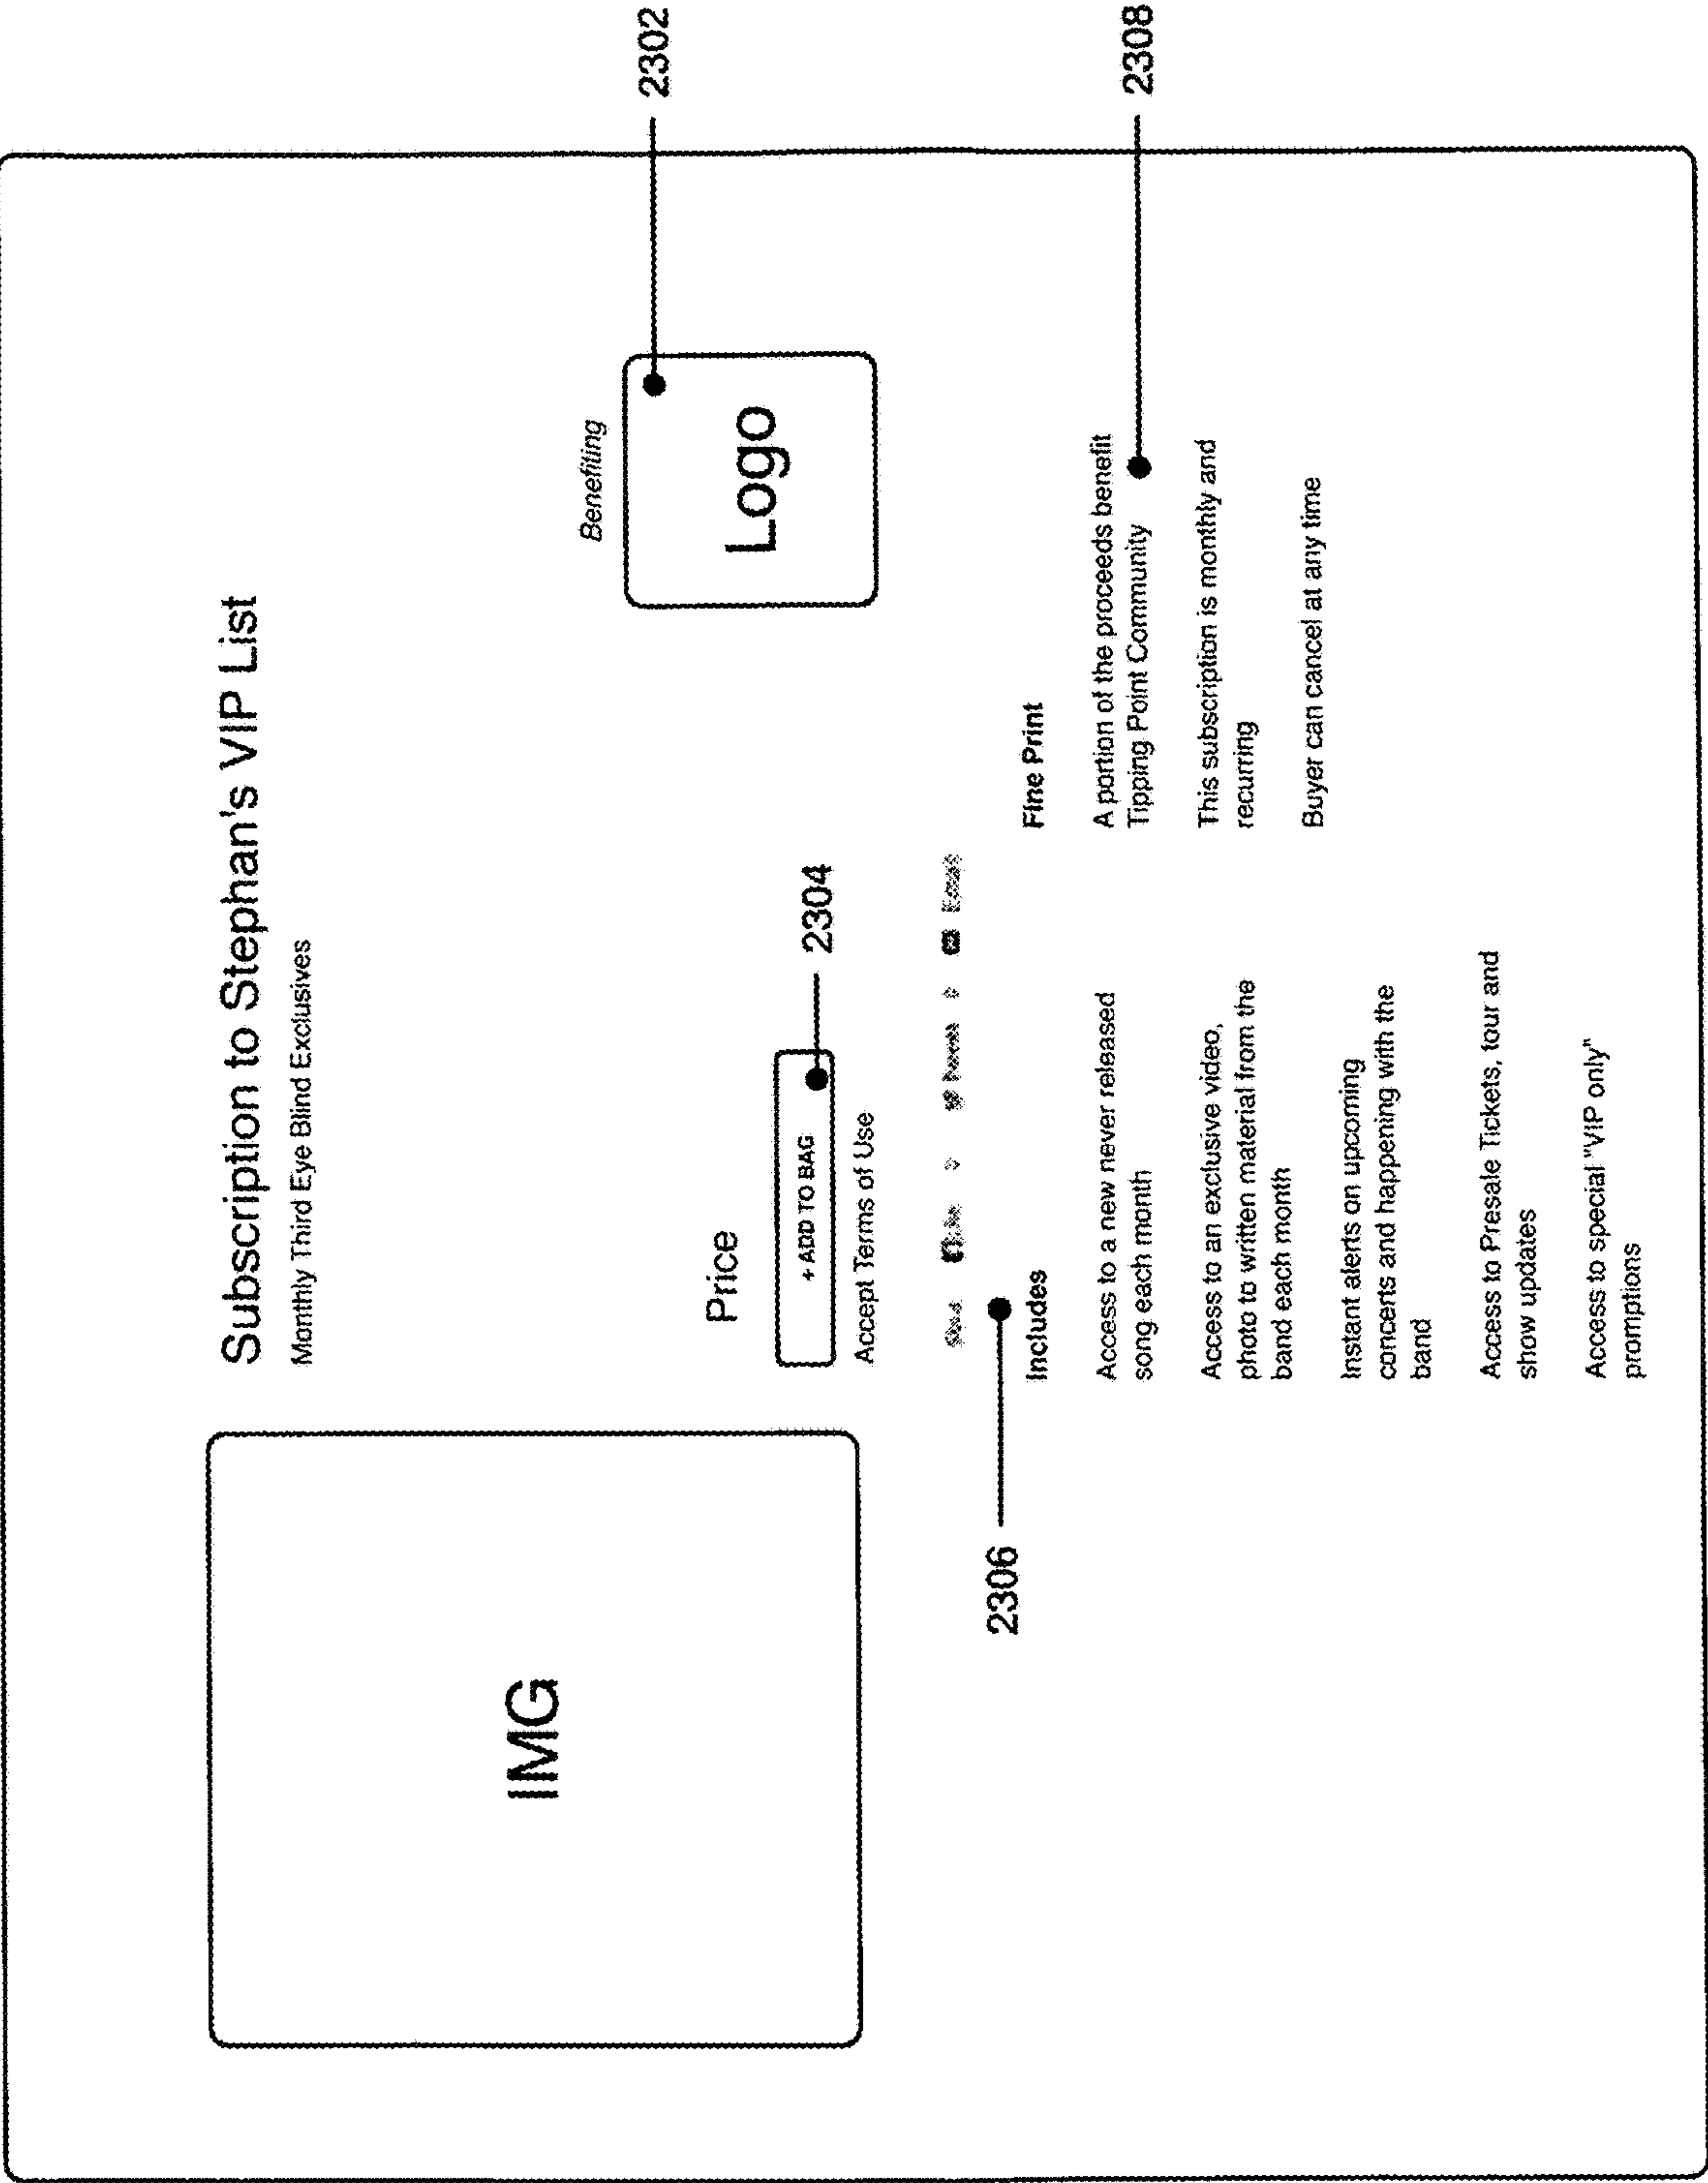 Subscription to Stephan's VIP List
Monthly Third Eye Blind Exclusives
IMG
Benefiting
Logo
2302
Price
+ ADD TO BAG
2304
Accept Terms of Use
Like
Tweet
Email
2306
Includes
Access to a new never released
song each month
Access to an exclusive video,
photo to written material from the
band each month
Instant alerts on upcoming
concerts and happening with the
band
Access to Presale Tickets, tour and
show updates
Access to special "VIP only"
promptions
Fine Print
A portion of the proceeds benefit
Tipping Point Community
2308
This subscription is monthly and
recurring
Buyer can cancel at any time